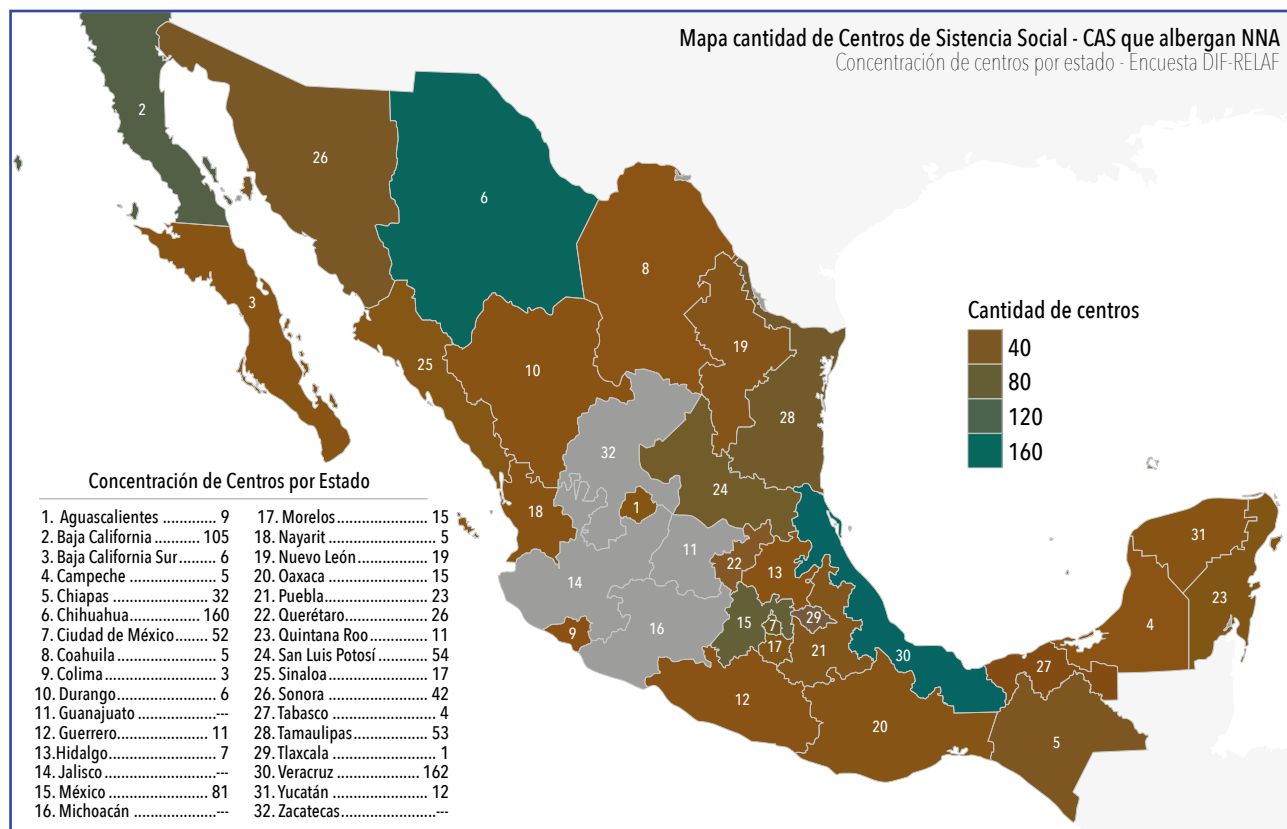 Mapa cantidad de Centros de Sistencia Social - CAS que albergan NNA
Concentración de centros por estado - Encuesta DIF-RELAF
2
26
6
8
3
19
25
10
28
32
24
18
1
11
22
13
14
16
15
7
29
9
17
21
30
12
20
31
23
4
27
5
Cantidad de centros
40
80
120
160
Concentración de Centros por Estado
1. Aguascalientes ............. 9
2. Baja California ........... 105
3. Baja California Sur ...... 6
4. Campeche ................. 5
5. Chiapas .................... 32
6. Chihuahua .............. 160
7. Ciudad de México ...... 52
8. Coahuila .................... 5
9. Colima ...................... 3
10. Durango .................. 6
11. Guanajuato ...................---
12. Guerrero.................. 11
13.Hidalgo..................... 7
14. Jalisco ........................---
15. México .................... 81
16. Michoacán ...................---
17. Morelos.................. 15
18. Nayarit ..................... 5
19. Nuevo León ............. 19
20. Oaxaca ................... 15
21. Puebla .................... 23
22. Querétaro................ 26
23. Quintana Roo .......... 11
24. San Luis Potosí ........ 54
25. Sinaloa ................... 17
26. Sonora ................... 42
27. Tabasco ................... 4
28. Tamaulipas .............. 53
29. Tlaxcala ................... 1
30. Veracruz ................ 162
31. Yucatán .................. 12
32. Zacatecas.....................---